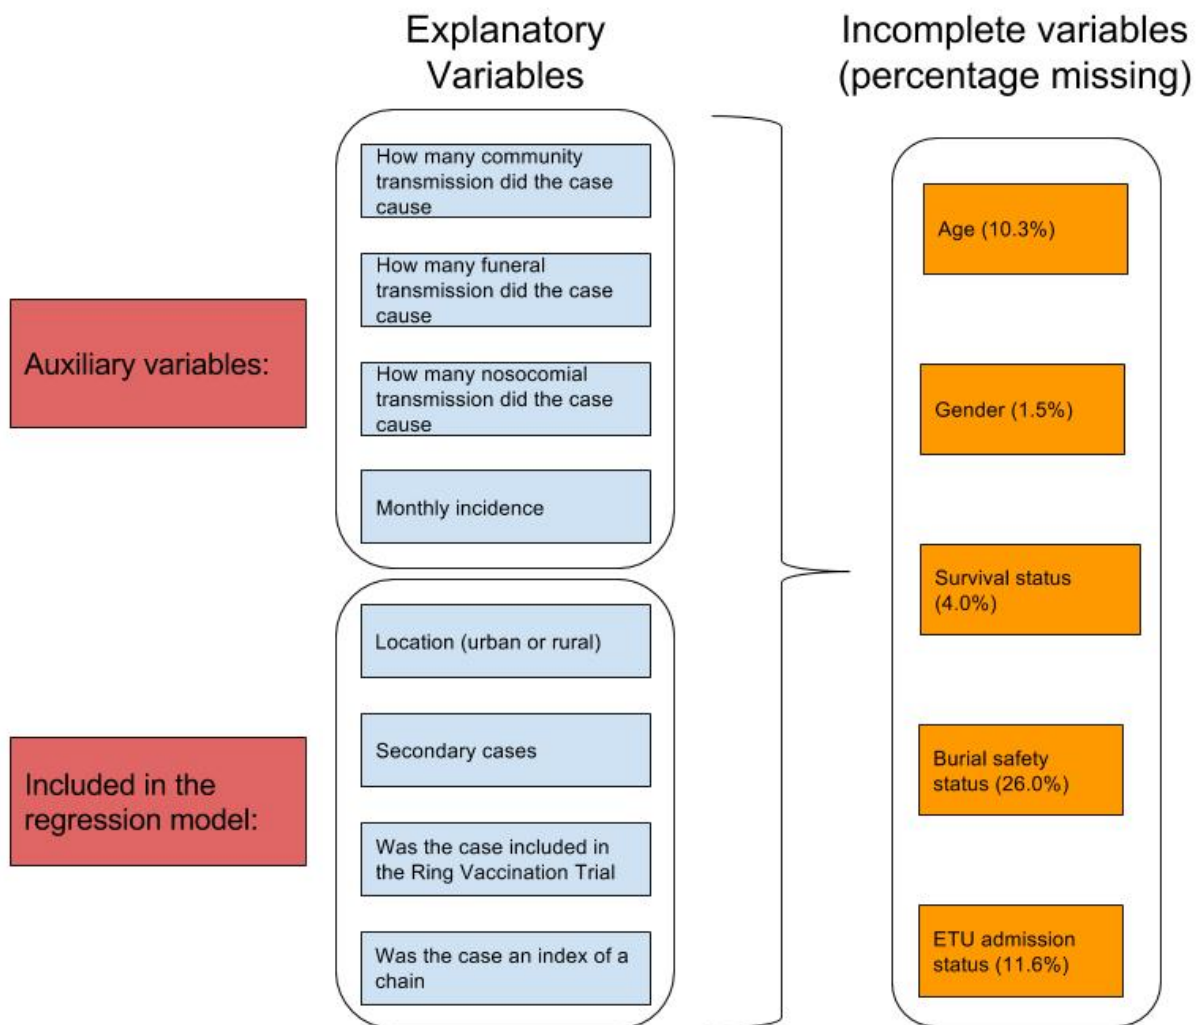 Explanatory
Variables
Incomplete variables
(percentage missing)
Auxiliary variables:
How many community
transmission did the case
cause
How many funeral
transmission did the case
cause
How many nosocomial
transmission did the case
cause
Monthly incidence
Included in the
regression model:
Location (urban or rural)
Secondary cases
Was the case included in
the Ring Vaccination Trial
Was the case an index of a
chain
Age (10.3%)
Gender (1.5%)
Survival status
(4.0%)
Burial safety
status (26.0%)
ETU admission
status (11.6%)